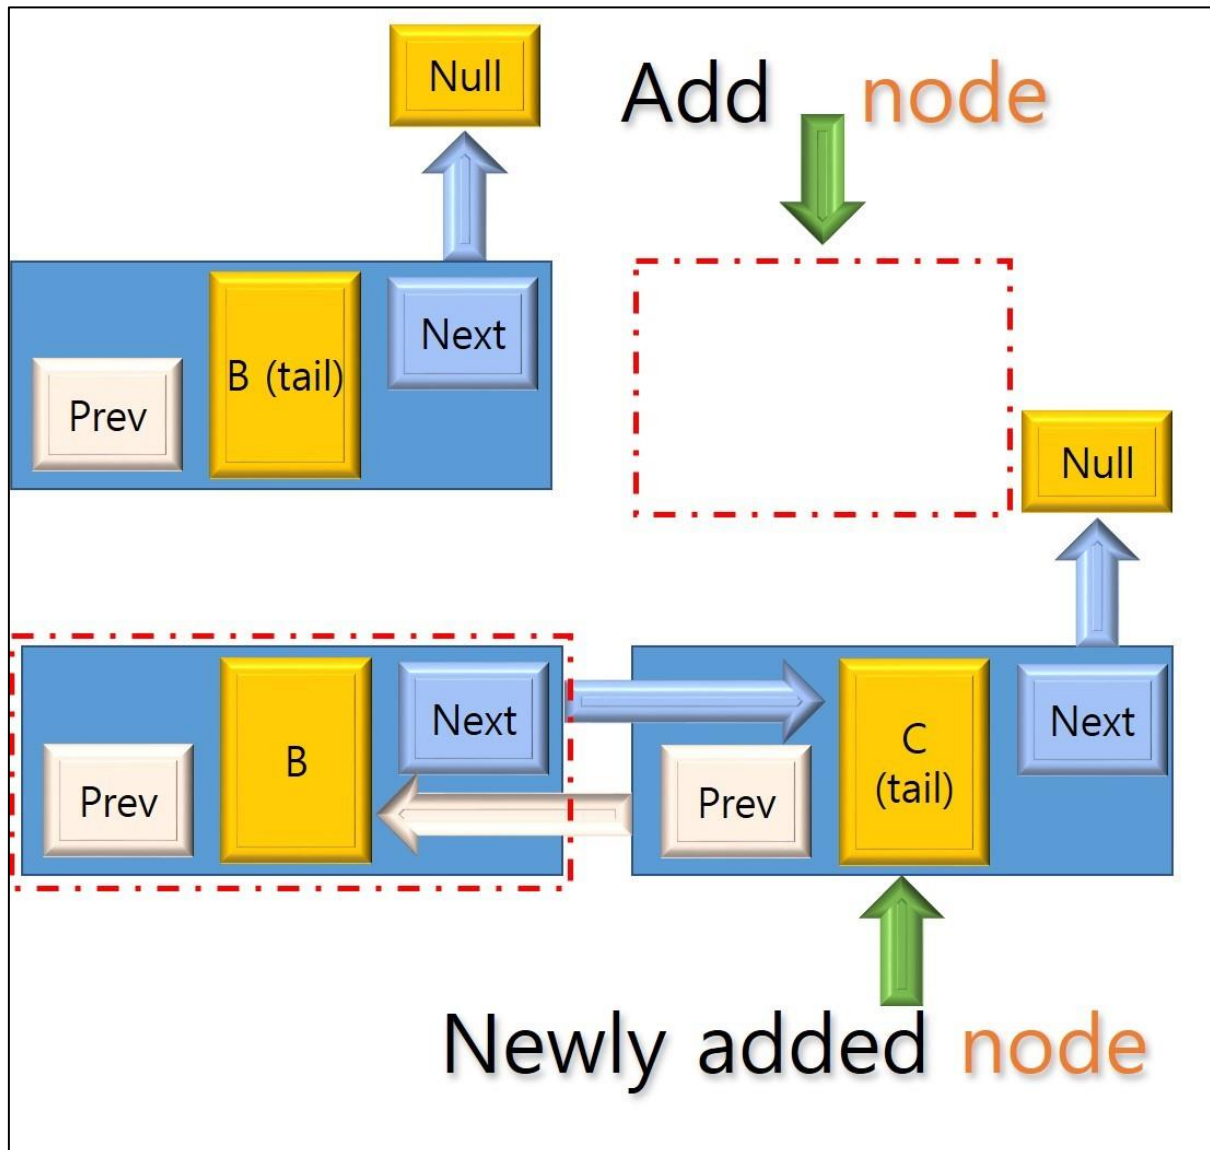 Null
Add node
B (tail)
Next
Prev
Null
B
Next
Prev
C
(tail)
Next
Prev
Newly added node